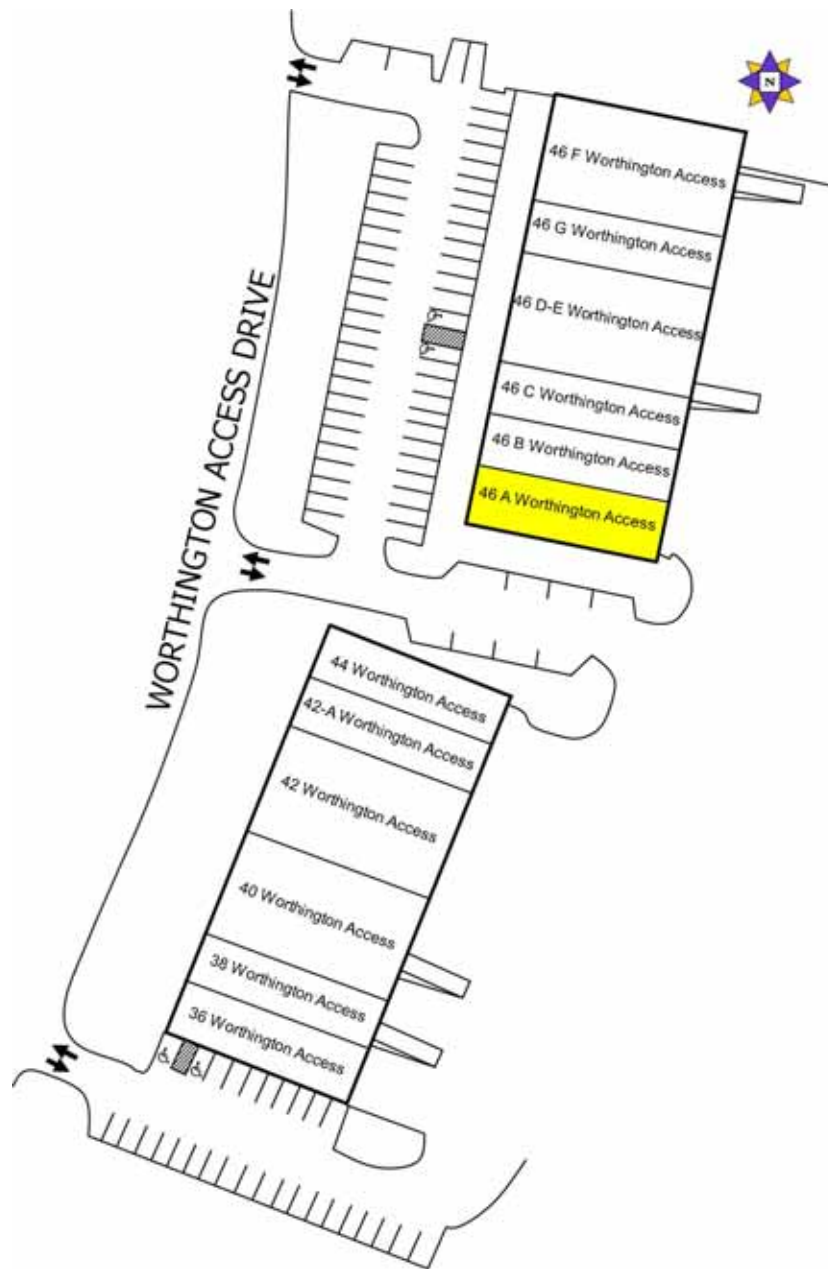 N
46 F Worthington Access
46 G Worthington Access
46 D-E Worthington Access
46 C Worthington Access
46 B Worthington Access
46 A Worthington Access
WORTHINGTON ACCESS DRIVE
44 Worthington Access
42-A Worthington Access
42 Worthington Access
40 Worthington Access
38 Worthington Access
36 Worthington Access